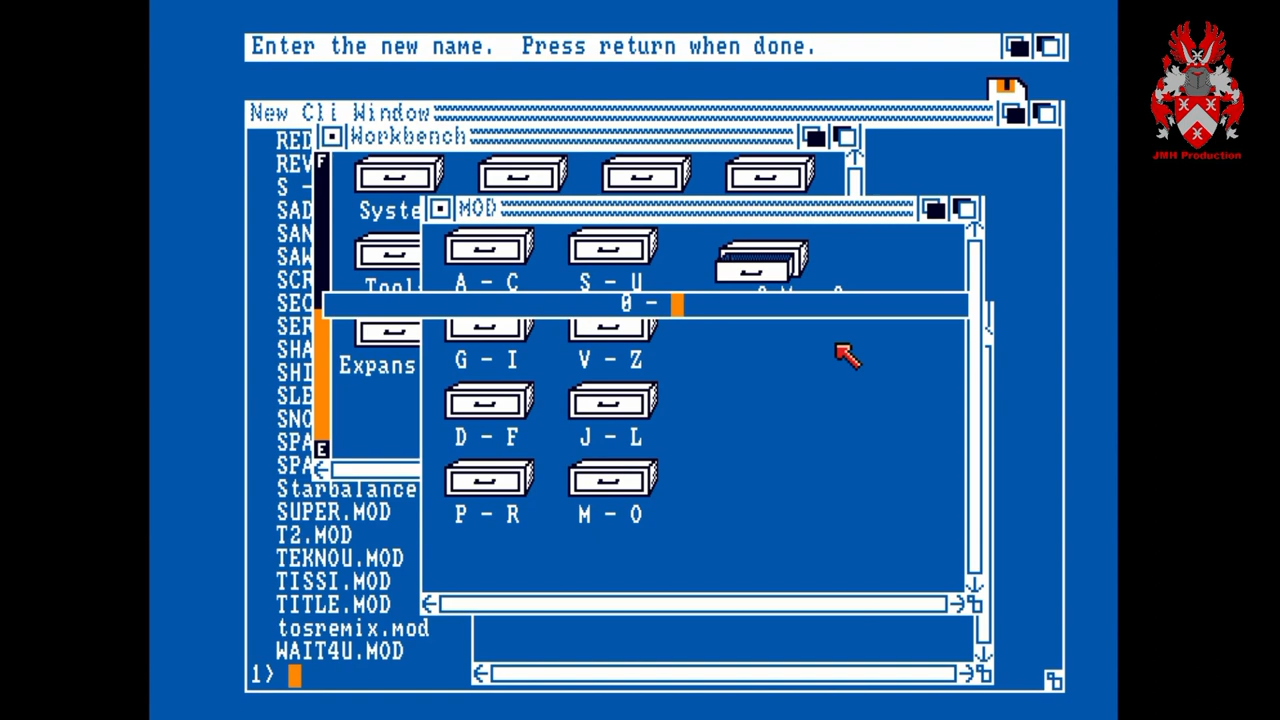 Enter the new name. Press return when done.
New Cli Window
Workbench
MOD
RED
REV
S -
SAD
SAN
SAW
SCR
SEC
SER
SHA
SHI
SLE
SNO
SPA
SPA
Starbalance
SUPER.MOD
T2.MOD
TEKNOU.MOD
TISSI.MOD
TITLE.MOD
tosremix.mod
WAIT4U.MOD
1>
F
E
Syste
Tool
Expans
A - C
S - U
0 -
G - I
V - Z
D - F
J - L
P - R
M - O
JMH Production